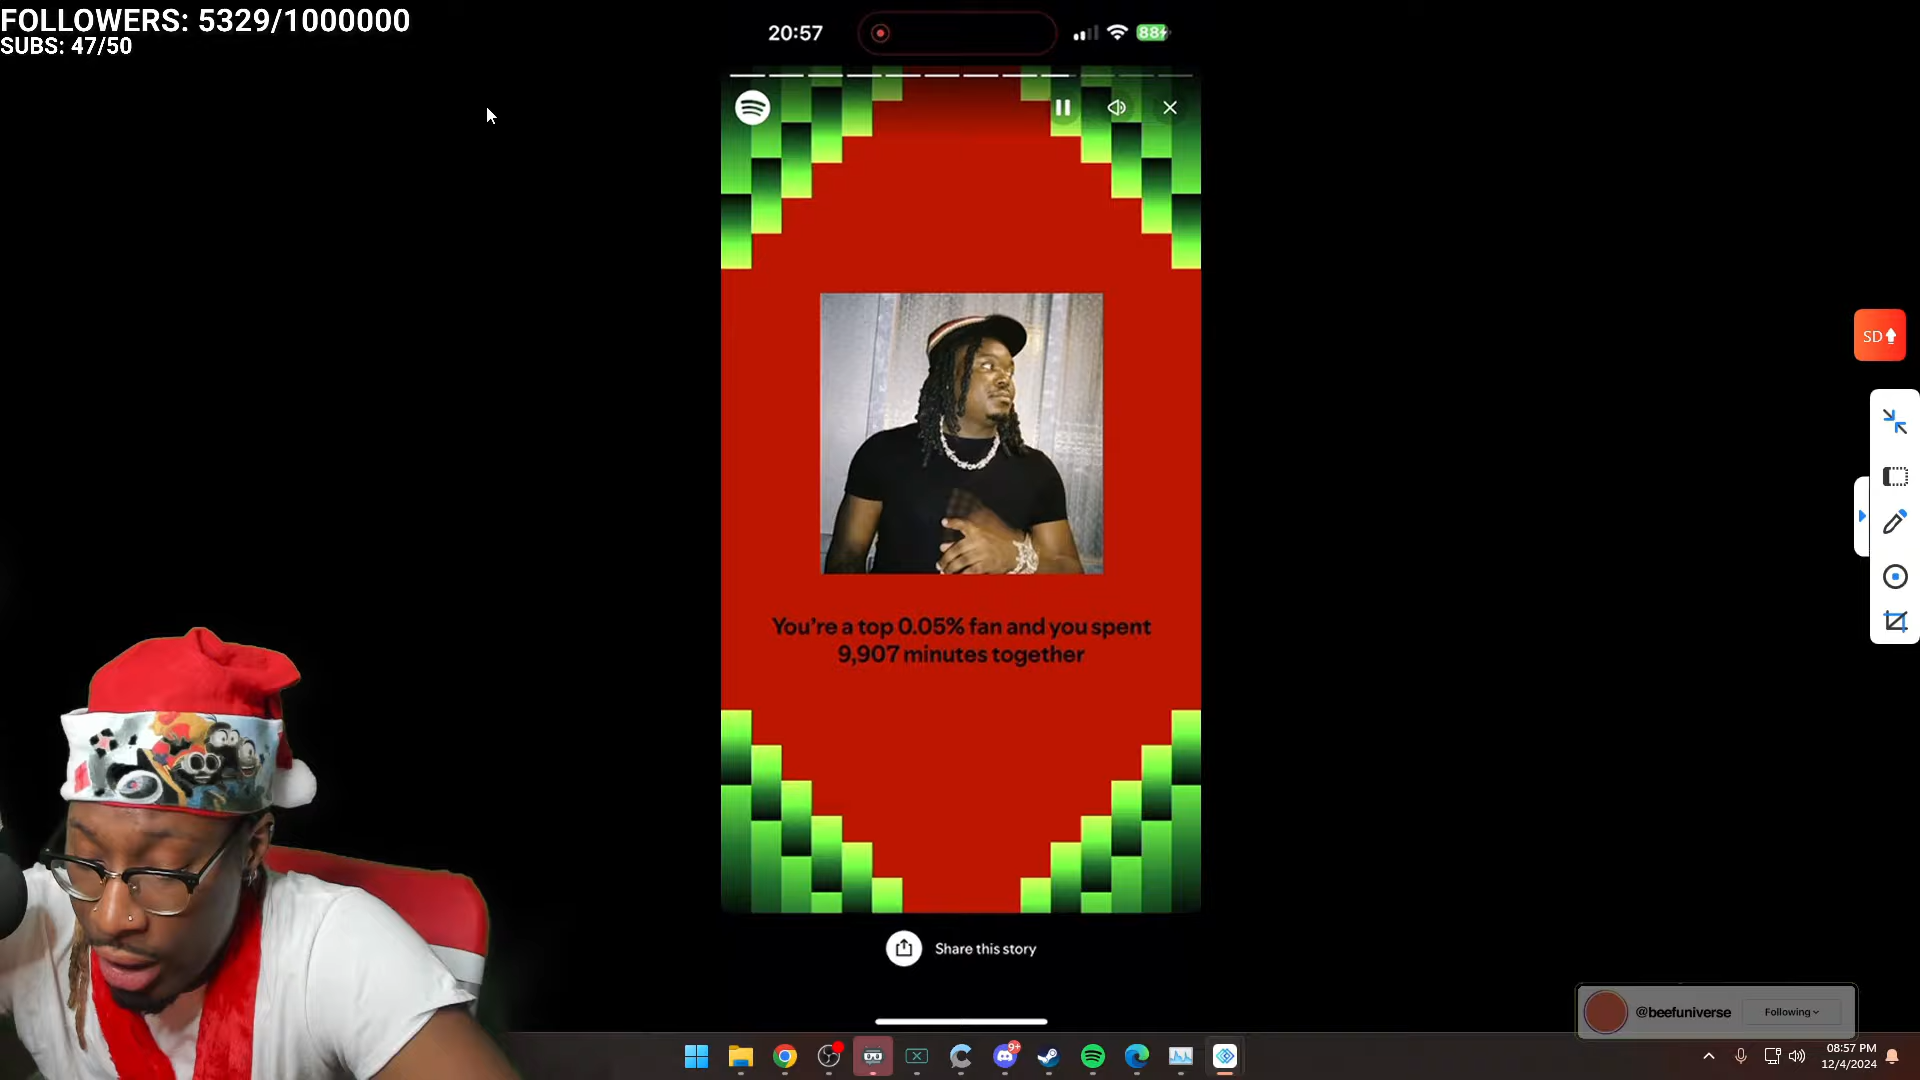 FOLLOWERS: 5329/1000000
SUBS: 47/50
20:57
88
You're a top 0.05% fan and you spent
9,907 minutes together
Share this story
SD
@beefuniverse
Following
9+
08:57 PM
12/4/2024